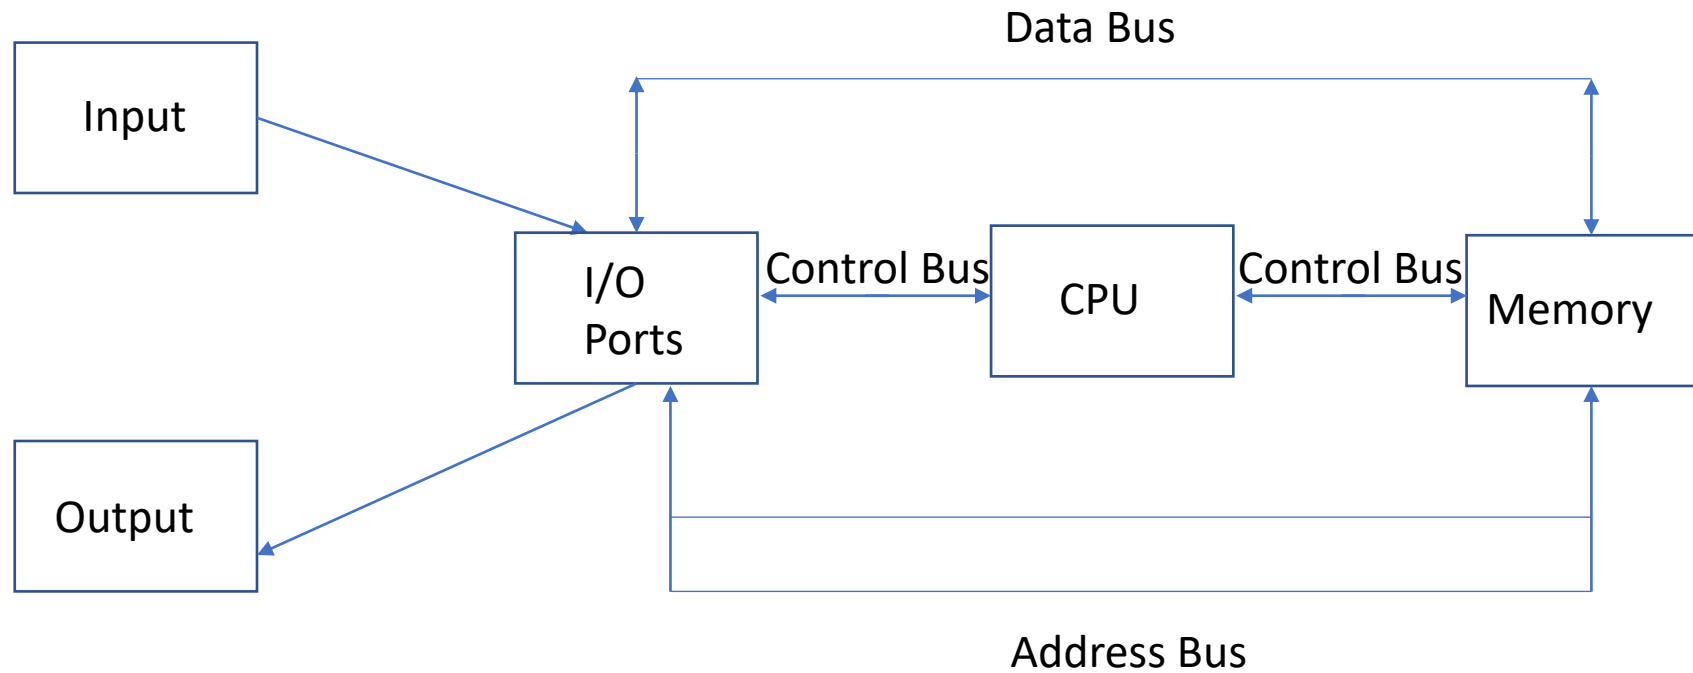 Data Bus
Input
I/O
Ports
Control Bus
CPU
Control Bus
Memory
Output
Address Bus